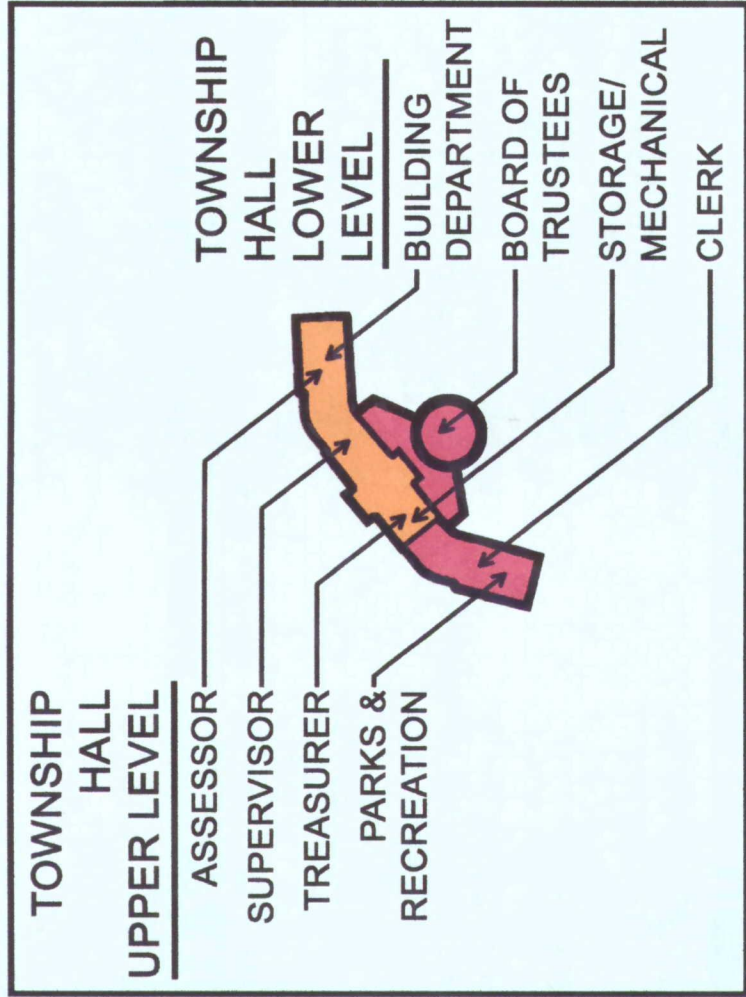 TOWNSHIP
HALL
UPPER LEVEL
ASSESSOR
SUPERVISOR
TREASURER
PARKS &
RECREATION
TOWNSHIP
HALL
LOWER
LEVEL
BUILDING
DEPARTMENT
BOARD OF
TRUSTEES
STORAGE/
MECHANICAL
CLERK